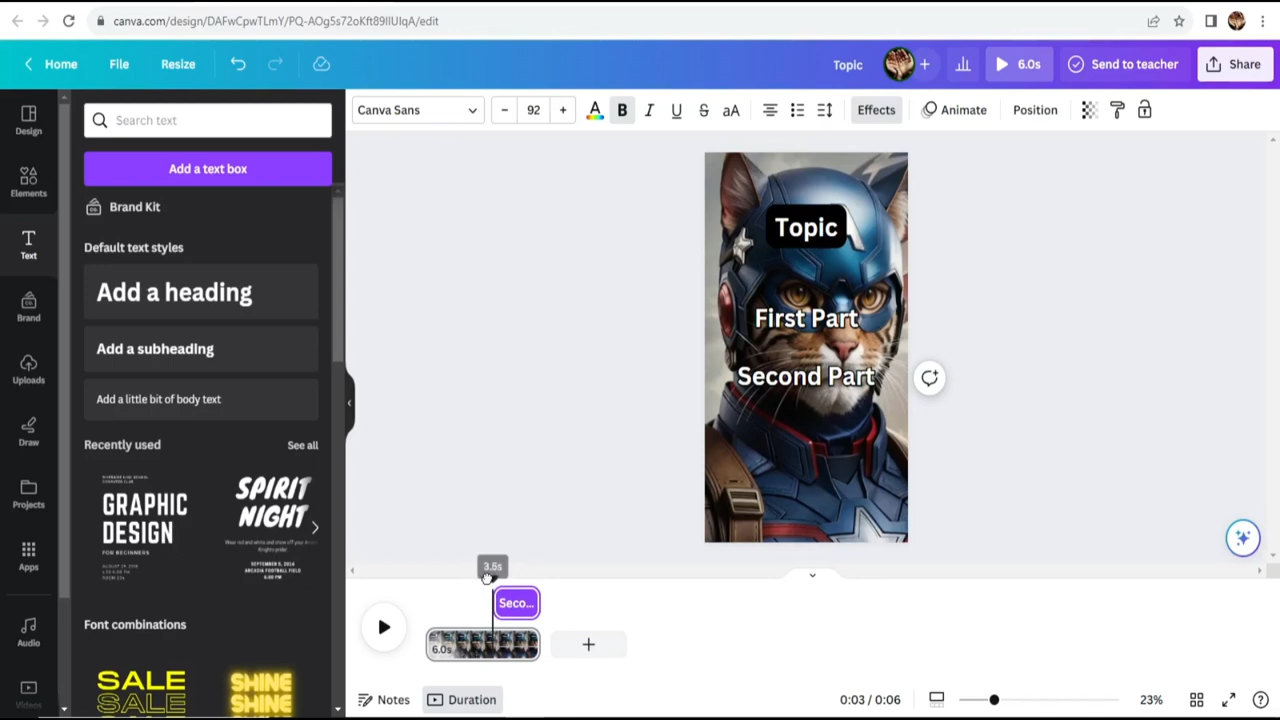 canva.com/design/DAFwCpwTLmY/PQ-AOg5s72oKft89IIUIqA/edit
Home File Resize Topic 6.0s Send to teacher Share
Design
Elements
Text
Brand
Uploads
Draw
Projects
Apps
Audio
Videos
Search text
Add a text box
Brand Kit
Default text styles
Add a heading
Add a subheading
Add a little bit of body text
Recently used See all
GRAPHIC
DESIGN
FOR BEGINNERS
SPIRIT
NIGHT
Font combinations
SALE
SALE
SHINE
SHINE
Canva Sans – 92 + A B I U S aA Effects Animate Position
Topic
First Part
Second Part
3.5s
Seco...
6.0s
Notes Duration 0:03 / 0:06 23%